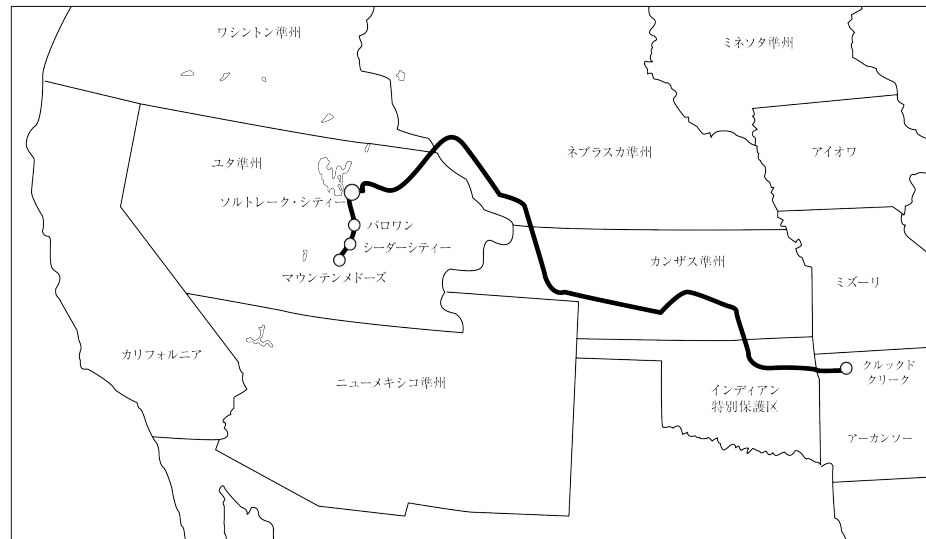 ワシントン準州
ミネソタ準州
ネブラスカ準州
アイオワ
ユタ準州
ソルトレーク・シティー
パロワン
シーダーシティー
カンザス準州
マウンテンメドーズ
ミズーリ
カリフォルニア
ニューメキシコ準州
クルックド
クリーク
インディアン
特別保護区
アーカンソー